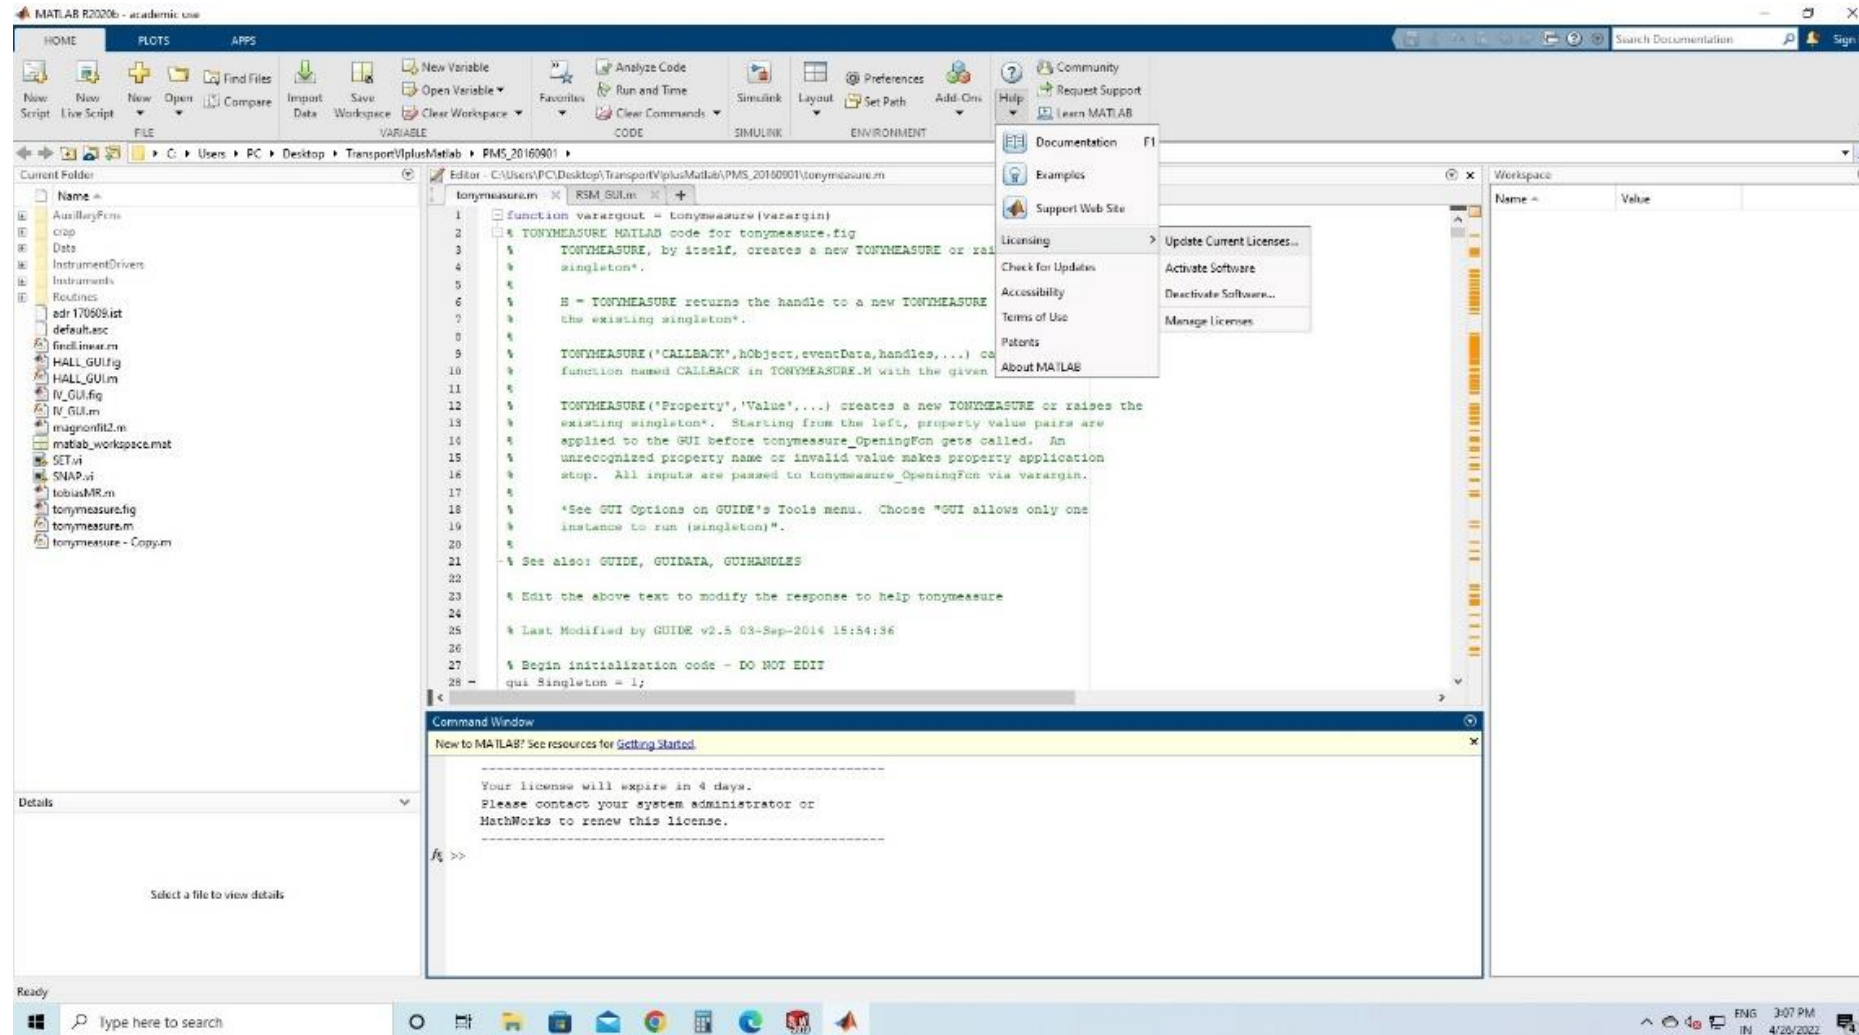 MATLAB R2020b - academic use
HOME PLOTS APPS
Search Documentation
Sign
New Script
New Live Script
New
Open
Find Files
Compare
Import Data
Save Workspace
New Variable
Open Variable
Clear Workspace
Favorites
Analyze Code
Run and Time
Clear Commands
Simulink
Layout
Preferences
Set Path
Add-Ons
Help
Community
Request Support
Learn MATLAB
FILE VARIABLE CODE SIMULINK ENVIRONMENT
C: Users PC Desktop TransportVIplusMatlab PMS_20160901
Documentation F1
Examples
Support Web Site
Licensing
Check for Updates
Accessibility
Terms of Use
Patents
About MATLAB
Update Current Licenses...
Activate Software
Deactivate Software...
Manage Licenses
Current Folder
Name
AuxillaryFcns
crap
Data
InstrumentDrivers
Instruments
Routines
adr 170609.ist
default.asc
findLinear.m
HALL_GUI.fig
HALL_GUI.m
IV_GUI.fig
IV_GUI.m
magnonfit2.m
matlab_workspace.mat
SET.vi
SNAP.vi
tobiasMR.m
tonymeasure.fig
tonymeasure.m
tonymeasure - Copy.m
Details
Select a file to view details
Editor - C:\Users\PC\Desktop\TransportVIplusMatlab\PMS_20160901\tonymeasure.m
tonymeasure.m RSM_GUI.m +
1 function varargout = tonymeasure(varargin)
2 % TONYMEASURE MATLAB code for tonymeasure.fig
3 % TONYMEASURE, by itself, creates a new TONYMEASURE or rai
4 % singleton*.
5 %
6 % H = TONYMEASURE returns the handle to a new TONYMEASURE
7 % the existing singleton*.
8 %
9 % TONYMEASURE('CALLBACK',hObject,eventData,handles,...) ca
10 % function named CALLBACK in TONYMEASURE.M with the given
11 %
12 % TONYMEASURE('Property','Value',...) creates a new TONYMEASURE or raises the
13 % existing singleton*. Starting from the left, property value pairs are
14 % applied to the GUI before tonymeasure_OpeningFcn gets called. An
15 % unrecognized property name or invalid value makes property application
16 % stop. All inputs are passed to tonymeasure_OpeningFcn via varargin.
17 %
18 % *See GUI Options on GUIDE's Tools menu. Choose "GUI allows only one
19 % instance to run (singleton)".
20 %
21 % See also: GUIDE, GUIDATA, GUIHANDLES
22
23 % Edit the above text to modify the response to help tonymeasure
24
25 % Last Modified by GUIDE v2.5 03-Sep-2014 15:54:36
26
27 % Begin initialization code - DO NOT EDIT
28 - gui_Singleton = 1;
Command Window
New to MATLAB? See resources for Getting Started.
Your license will expire in 4 days.
Please contact your system administrator or
MathWorks to renew this license.
fx >>
Workspace
Name Value
Ready
Type here to search
ENG 3:07 PM
IN 4/26/2022